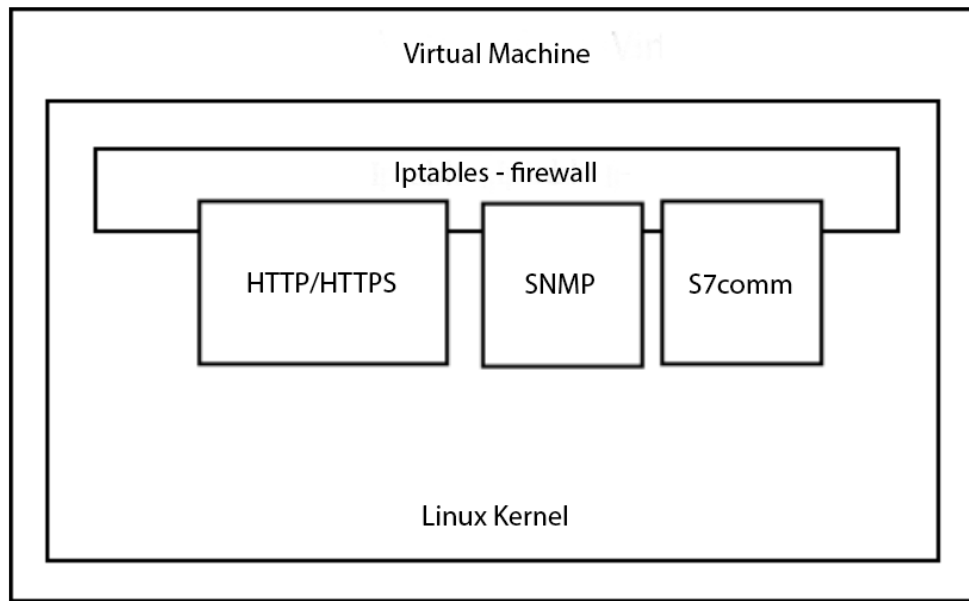 Virtual Machine
Iptables - firewall
HTTP/HTTPS SNMP S7comm
Linux Kernel